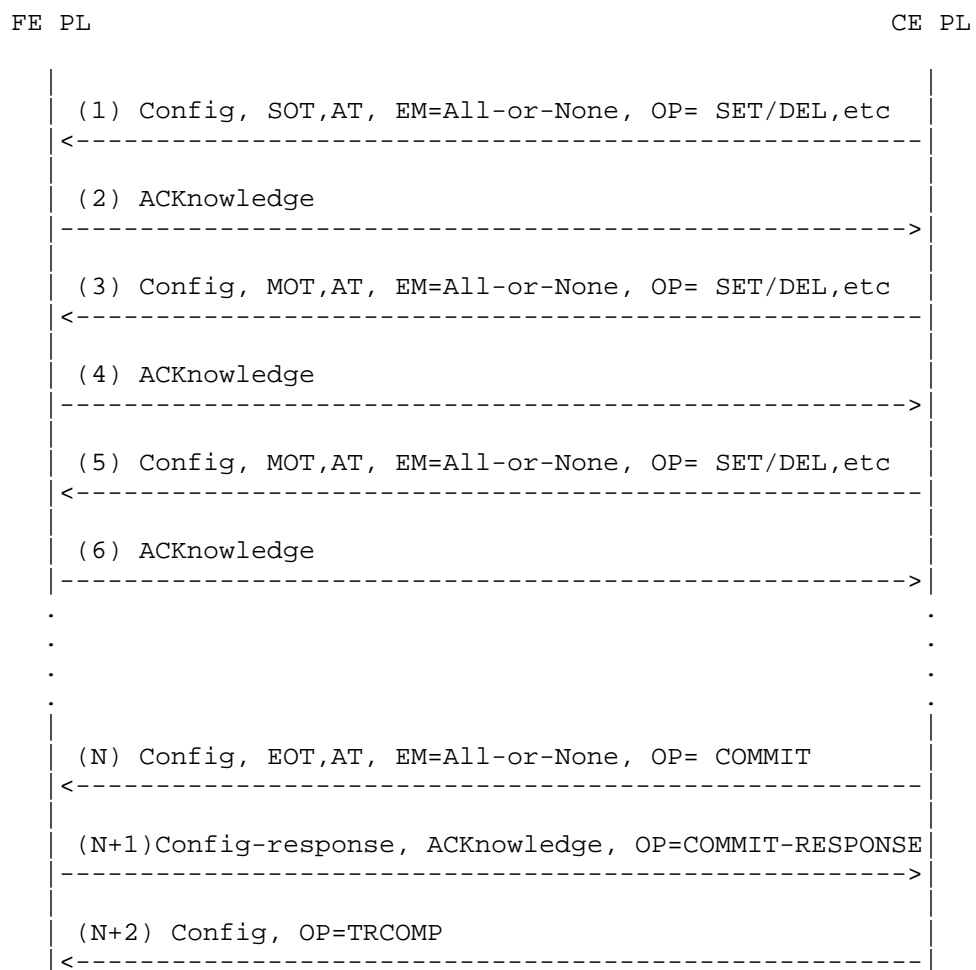 FE PL CE PL
(1) Config, SOT,AT, EM=All-or-None, OP= SET/DEL,etc
(2) ACKnowledge
(3) Config, MOT,AT, EM=All-or-None, OP= SET/DEL,etc
(4) ACKnowledge
(5) Config, MOT,AT, EM=All-or-None, OP= SET/DEL,etc
(6) ACKnowledge
(N) Config, EOT,AT, EM=All-or-None, OP= COMMIT
(N+1)Config-response, ACKnowledge, OP=COMMIT-RESPONSE
(N+2) Config, OP=TRCOMP